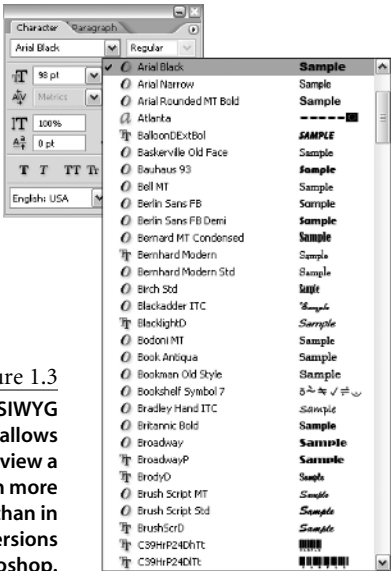 Character Paragraph
Arial Black Regular
98 pt
Metrics
100%
0 pt
T T TT Tr
English: USA
Arial Black Sample
Arial Narrow Sample
Arial Rounded MT Bold Sample
Atlanta
BalloonDExtBol SAMPLE
Baskerville Old Face Sample
Bauhaus 93 Sample
Bell MT Sample
Berlin Sans FB Sample
Berlin Sans FB Demi Sample
Bernard MT Condensed Sample
Bernhard Modern Sample
Bernhard Modern Std Sample
Birch Std Sample
Blackadder ITC Sample
BlacklightD Sample
Bodoni MT Sample
Book Antiqua Sample
Bookman Old Style Sample
Bookshelf Symbol 7
Bradley Hand ITC Sample
Britannic Bold Sample
Broadway Sample
BroadwayP Sample
BrodyD Sample
Brush Script MT Sample
Brush Script Std Sample
BrushScrD Sample
C39HrP24DhTt
C39HrP24DlTt
ure 1.3
SIWYG
allows
view a
n more
than in
ersions
oshop.